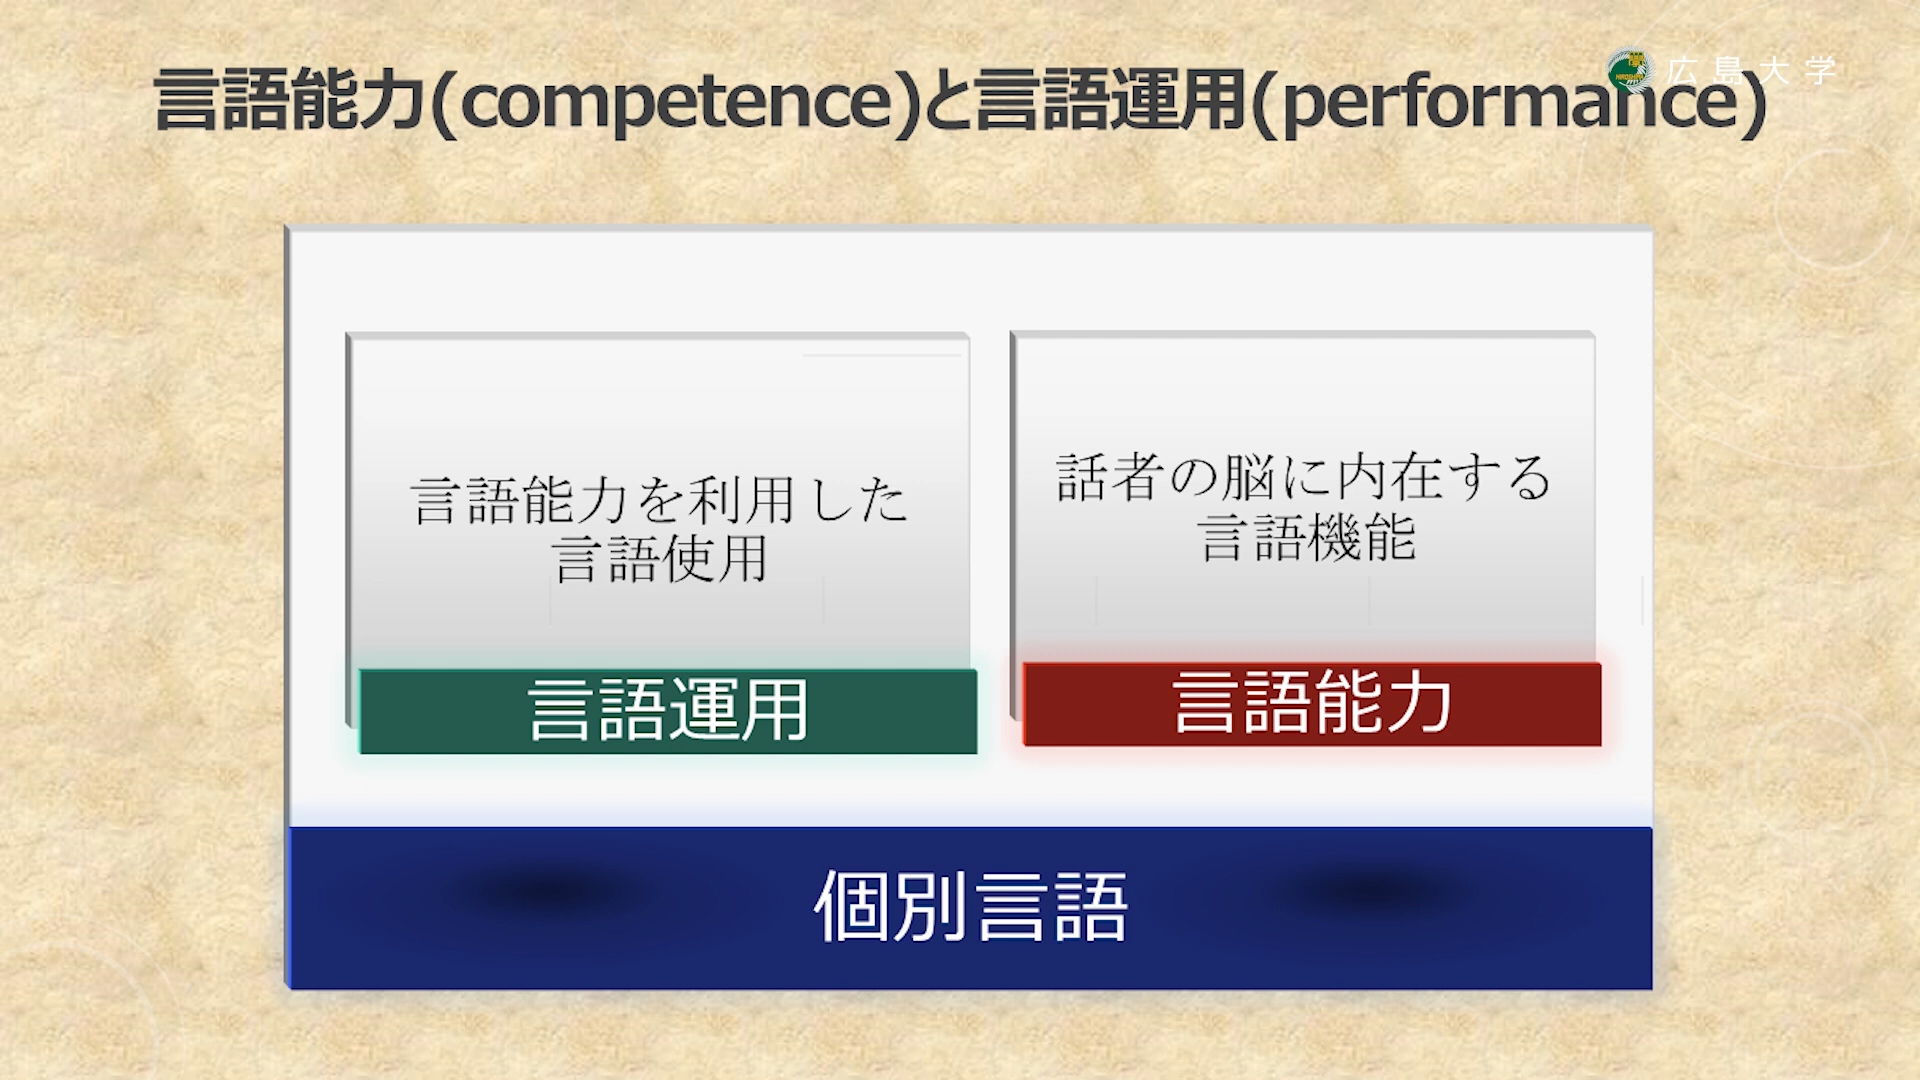 広島大学
言語能力(competence)と言語運用(performance)
言語能力を利用した
言語使用
言語運用
話者の脳に内在する
言語機能
言語能力
個別言語